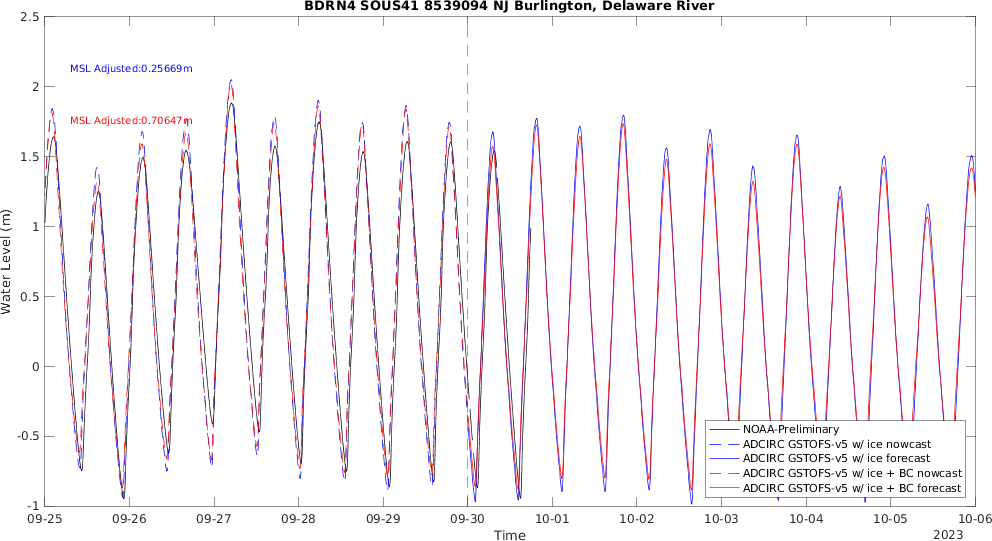 BDRN4 SOUS41 8539094 NJ Burlington, Delaware River
2.5
2
1.5
1
0.5
0
-0.5
-1
Water Level (m)
MSL Adjusted:0.25669m
MSL Adjusted:0.70647m
NOAA-Preliminary
ADCIRC GSTOFS-v5 w/ ice nowcast
ADCIRC GSTOFS-v5 w/ ice forecast
ADCIRC GSTOFS-v5 w/ ice + BC nowcast
ADCIRC GSTOFS-v5 w/ ice + BC forecast
09-25 09-26 09-27 09-28 09-29 09-30 10-01 10-02 10-03 10-04 10-05 10-06
Time
2023